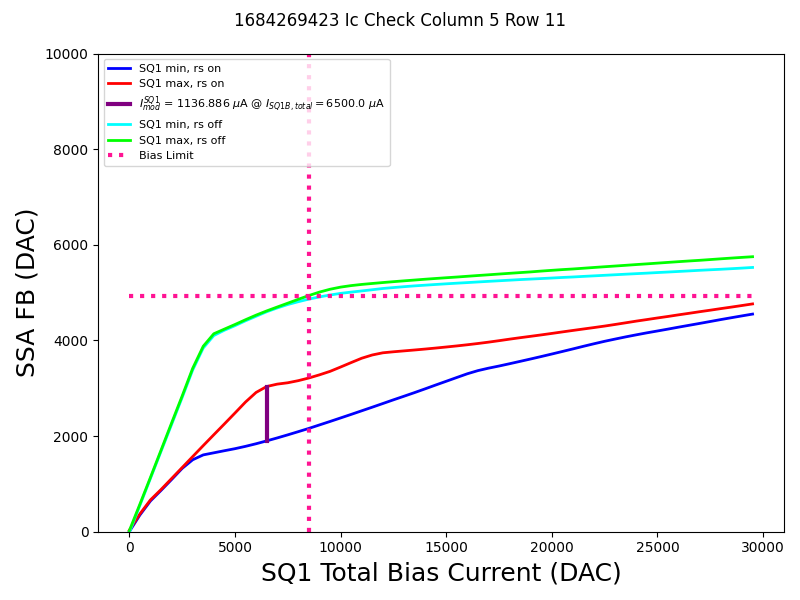 1684269423 Ic Check Column 5 Row 11
10000
8000
6000
4000
2000
0
SSA FB (DAC)
SQ1 min, rs on
SQ1 max, rs on
I_{mod}^{SQ1} = 1136.886 μA @ I_{SQ1B,total} = 6500.0 μA
SQ1 min, rs off
SQ1 max, rs off
Bias Limit
0 5000 10000 15000 20000 25000 30000
SQ1 Total Bias Current (DAC)